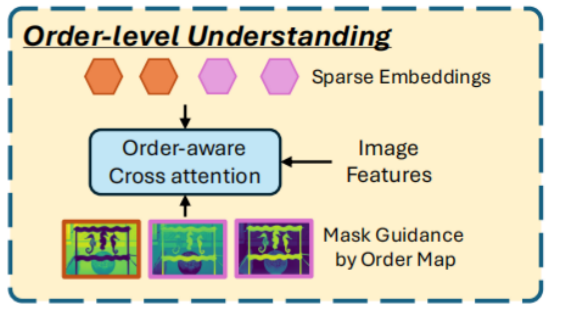 Order-level Understanding
Sparse Embeddings
Order-aware
Cross attention
Image
Features
Mask Guidance
by Order Map